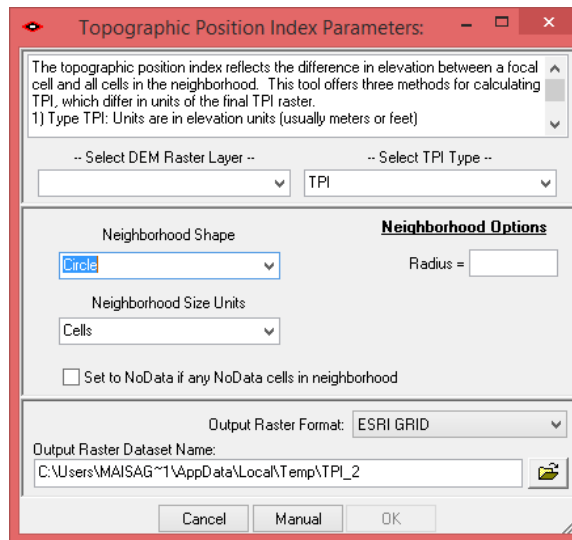 Topographic Position Index Parameters:
The topographic position index reflects the difference in elevation between a focal
cell and all cells in the neighborhood.  This tool offers three methods for calculating
TPI, which differ in units of the final TPI raster.
1) Type TPI: Units are in elevation units (usually meters or feet)
-- Select DEM Raster Layer --
-- Select TPI Type --
TPI
Neighborhood Shape
Neighborhood Options
Circle
Radius =
Neighborhood Size Units
Cells
Set to NoData if any NoData cells in neighborhood
Output Raster Format: ESRI GRID
Output Raster Dataset Name:
C:\Users\MAISAG~1\AppData\Local\Temp\TPI_2
Cancel Manual OK